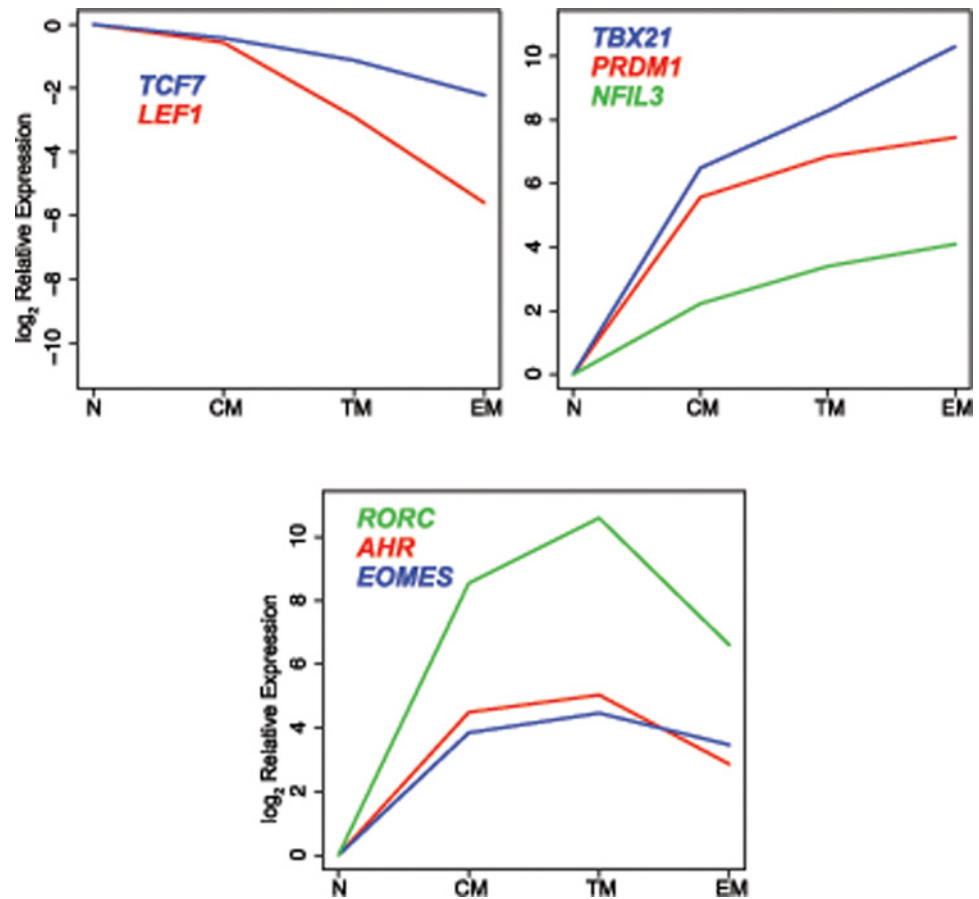 TCF7
LEF1
log₂ Relative Expression
−0
−2
−4
−6
−8
−10
N CM TM EM
TBX21
PRDM1
NFIL3
10
8
6
4
2
0
N CM TM EM
RORC
AHR
EOMES
log₂ Relative Expression
10
8
6
4
2
0
N CM TM EM